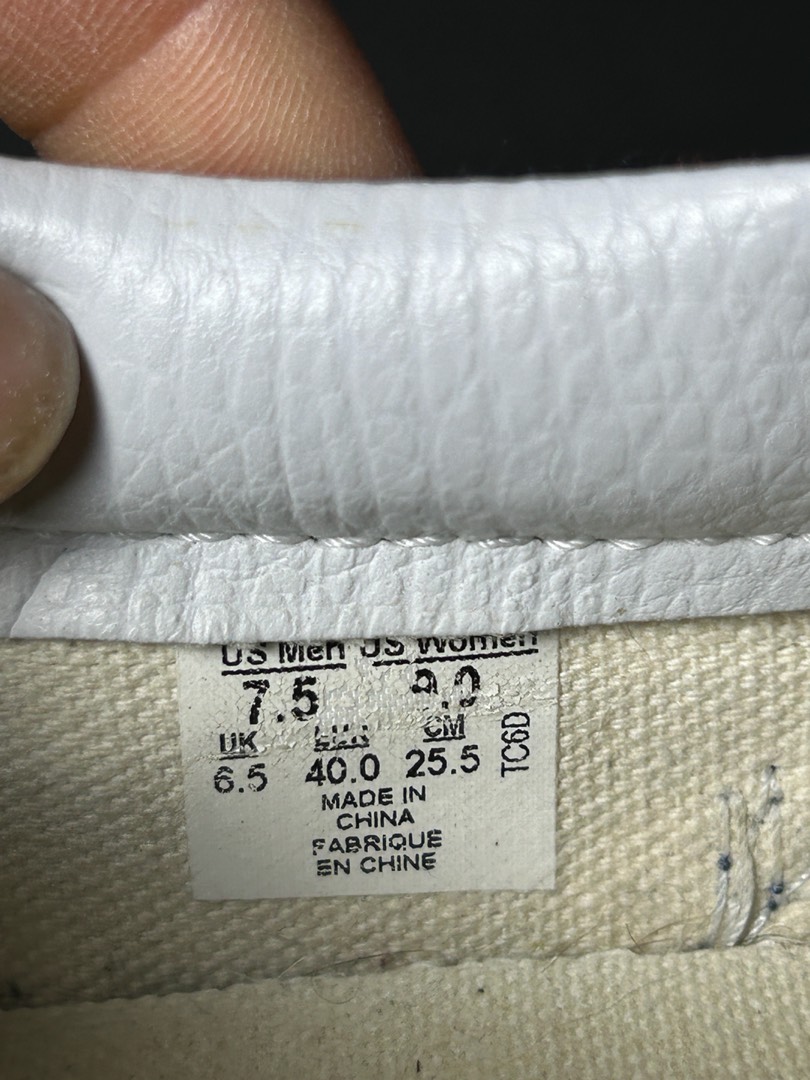 US Men US Women
7.5 9.0
UK EUR CM
6.5 40.0 25.5
TC6D
MADE IN
CHINA
FABRIQUE
EN CHINE